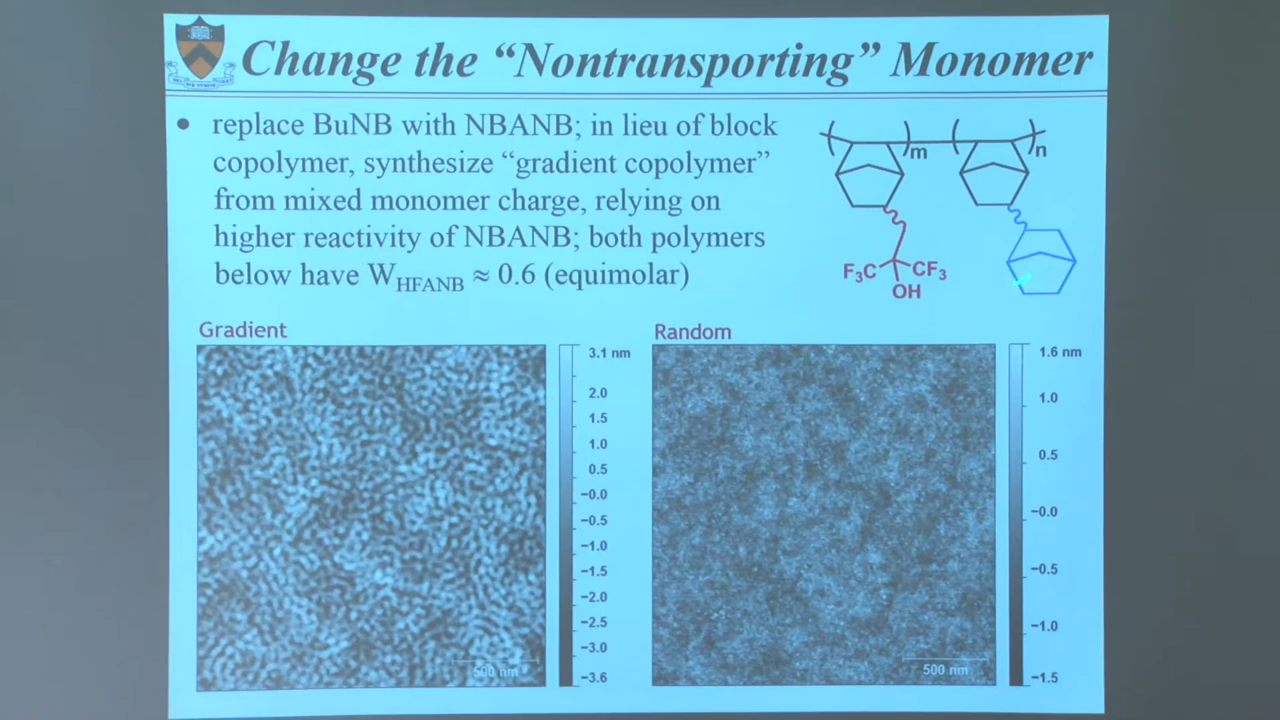 Change the “Nontransporting” Monomer
• replace BuNB with NBANB; in lieu of block
copolymer, synthesize “gradient copolymer”
from mixed monomer charge, relying on
higher reactivity of NBANB; both polymers
below have WHFANB ≈ 0.6 (equimolar)
( )m ( )n
F3C CF3
OH
Gradient
3.1 nm
2.0
1.5
1.0
0.5
−0.0
−0.5
−1.0
−1.5
−2.0
−2.5
−3.0
−3.6
500 nm
Random
1.6 nm
1.0
0.5
−0.0
−0.5
−1.0
−1.5
500 nm